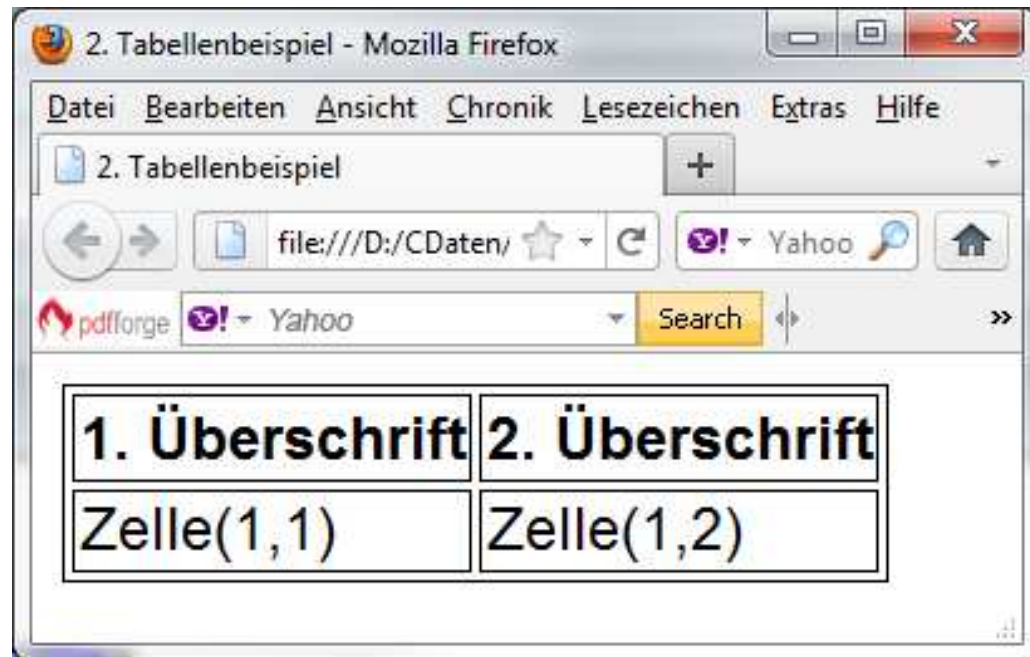 2. Tabellenbeispiel - Mozilla Firefox
Datei Bearbeiten Ansicht Chronik Lesezeichen Extras Hilfe
2. Tabellenbeispiel
file:///D:/CDaten/ Y! Yahoo
pdfforge Y! Yahoo Search
1. Überschrift 2. Überschrift
Zelle(1,1) Zelle(1,2)